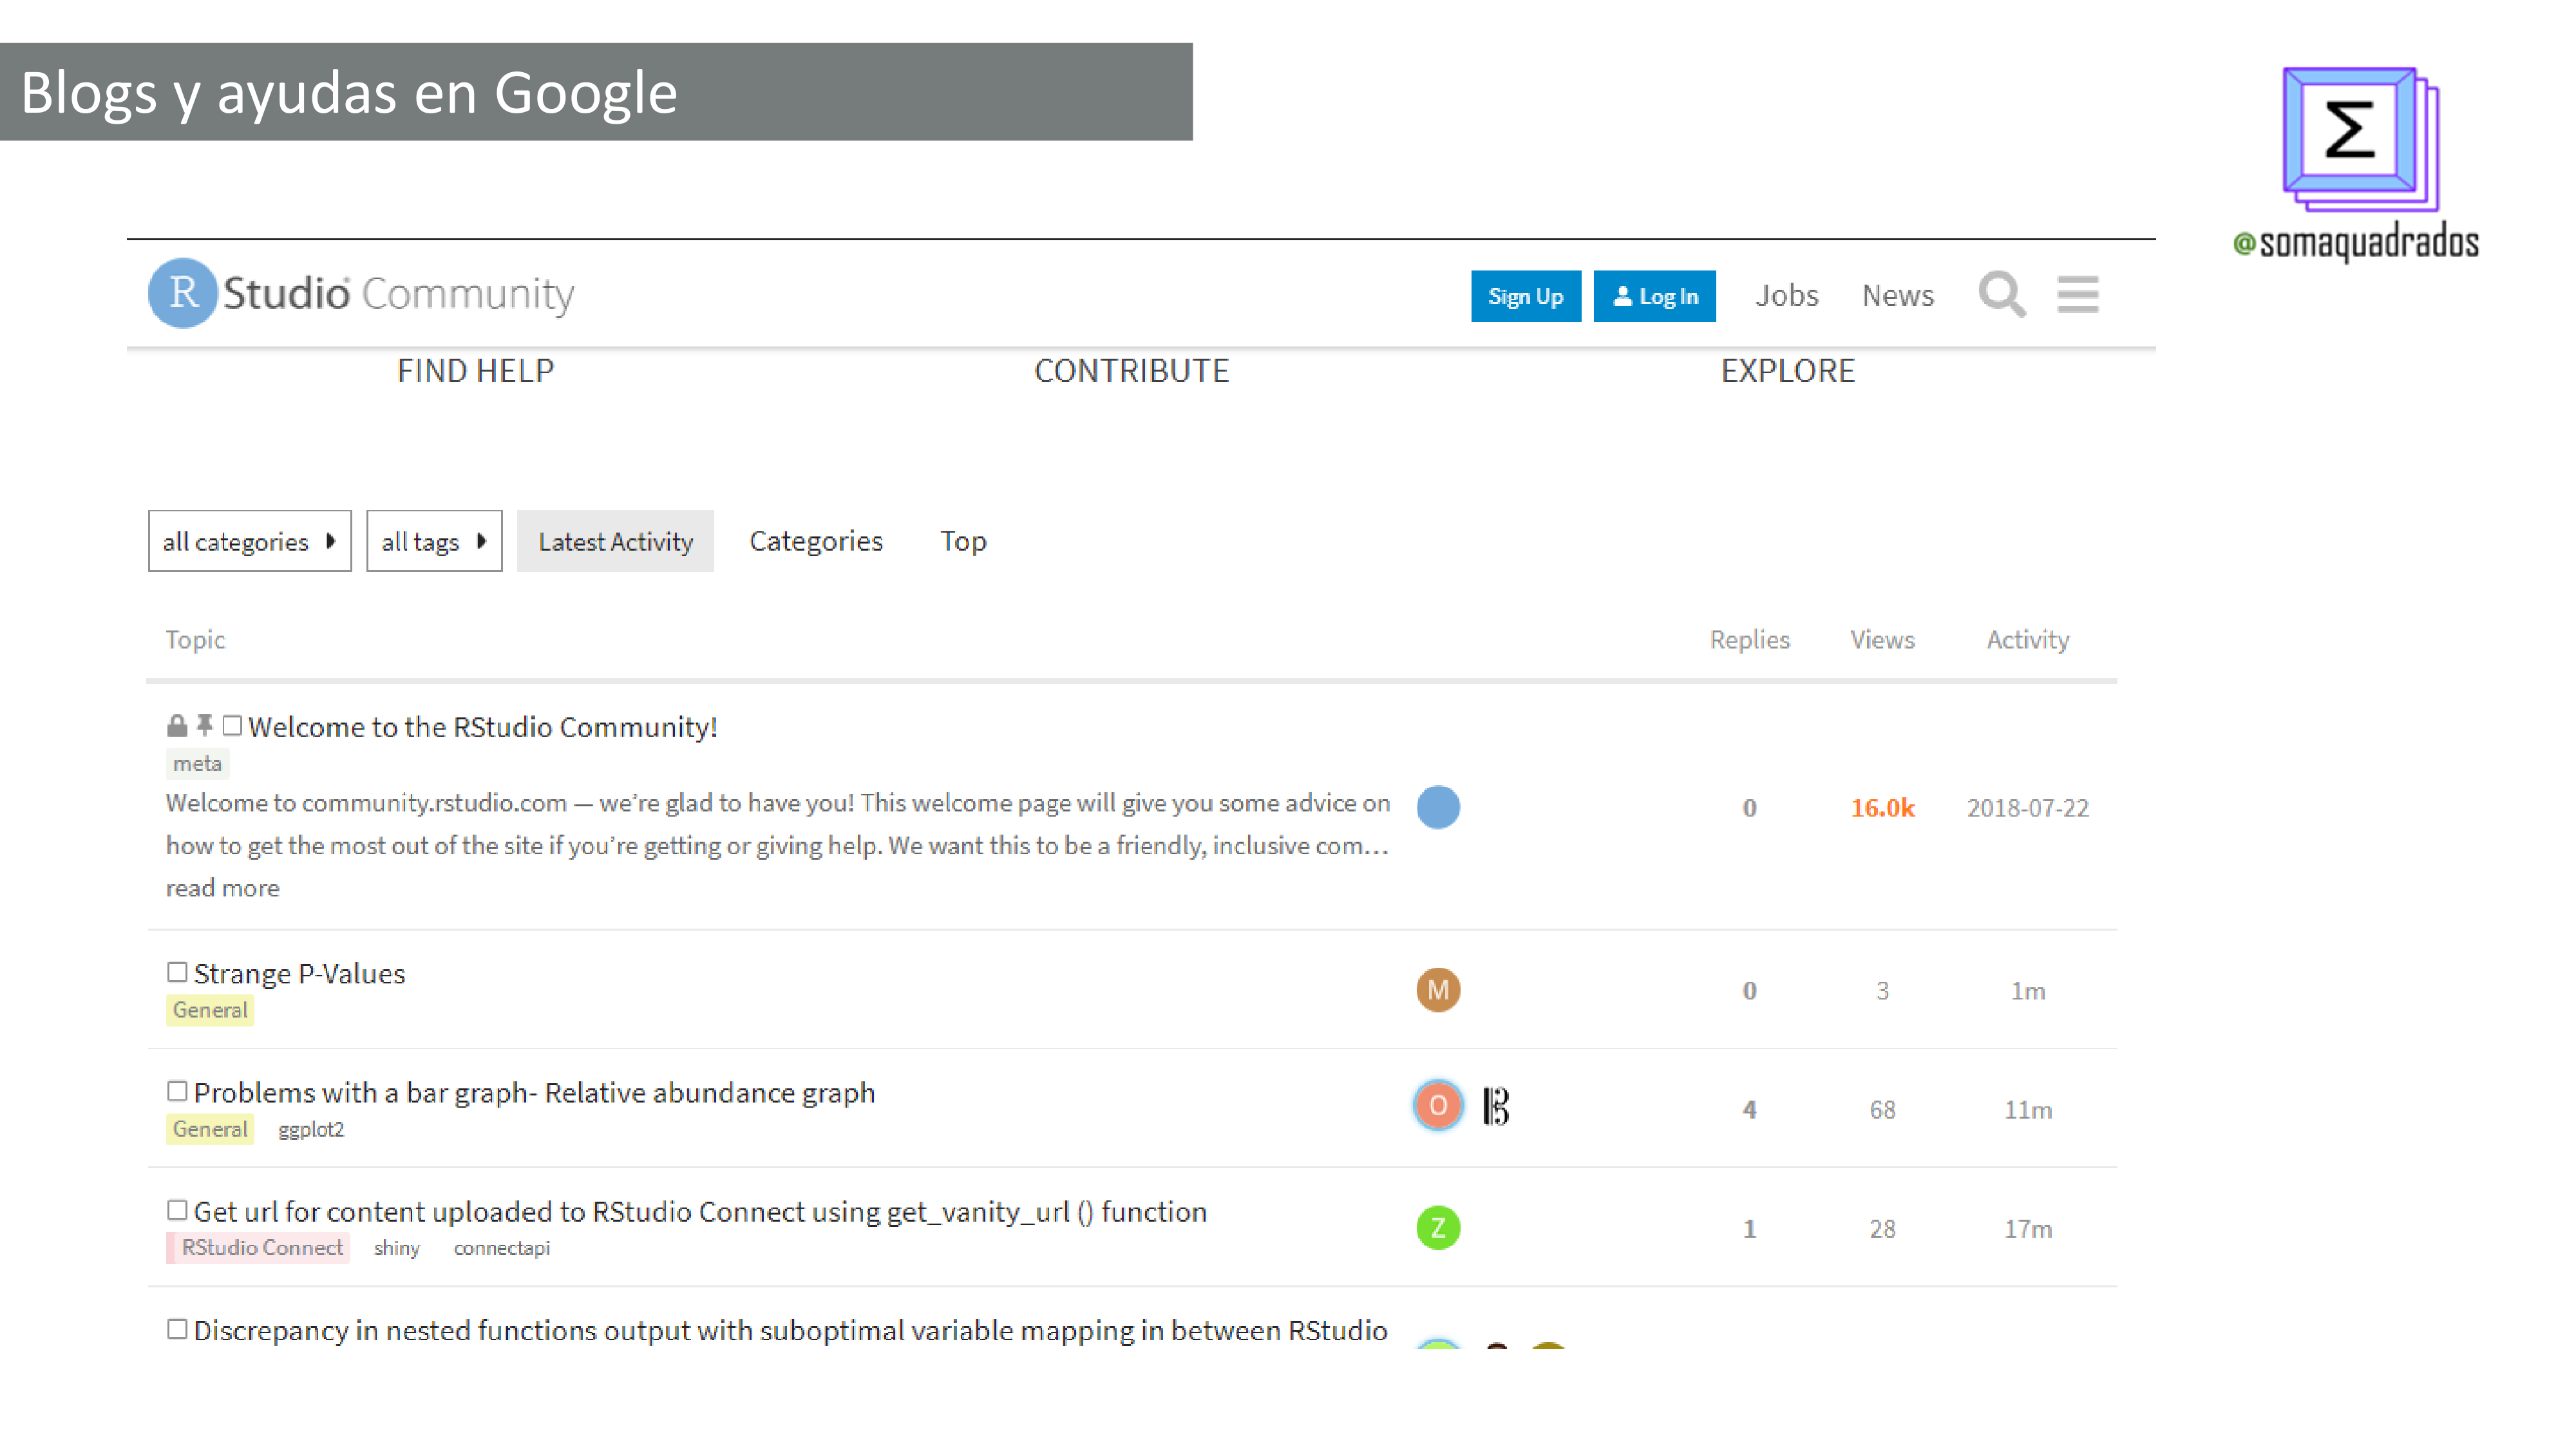 Blogs y ayudas en Google
Σ
@somaquadrados
R Studio Community
Sign Up
Log In
Jobs
News
FIND HELP
CONTRIBUTE
EXPLORE
all categories
all tags
Latest Activity
Categories
Top
Topic
Replies
Views
Activity
Welcome to the RStudio Community!
meta
Welcome to community.rstudio.com — we're glad to have you! This welcome page will give you some advice on
how to get the most out of the site if you're getting or giving help. We want this to be a friendly, inclusive com...
read more
0
16.0k
2018-07-22
Strange P-Values
General
M
0
3
1m
Problems with a bar graph- Relative abundance graph
General ggplot2
O
4
68
11m
Get url for content uploaded to RStudio Connect using get_vanity_url () function
RStudio Connect shiny connectapi
Z
1
28
17m
Discrepancy in nested functions output with suboptimal variable mapping in between RStudio